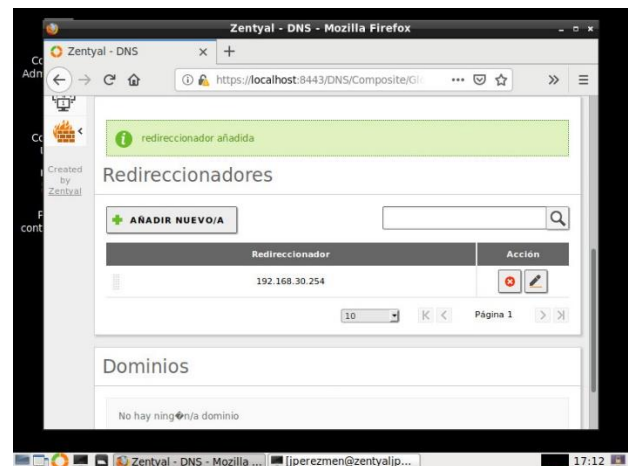 Zentyal - DNS - Mozilla Firefox
Zentyal - DNS
https://localhost:8443/DNS/Composite/Gl
redireccionador añadida
Created
by
Zentyal
Redireccionadores
AÑADIR NUEVO/A
Redireccionador Acción
192.168.30.254
10 Página 1
Dominios
No hay ning�n/a dominio
Zentyal - DNS - Mozilla ... [jperezmen@zentyaljp... 17:12